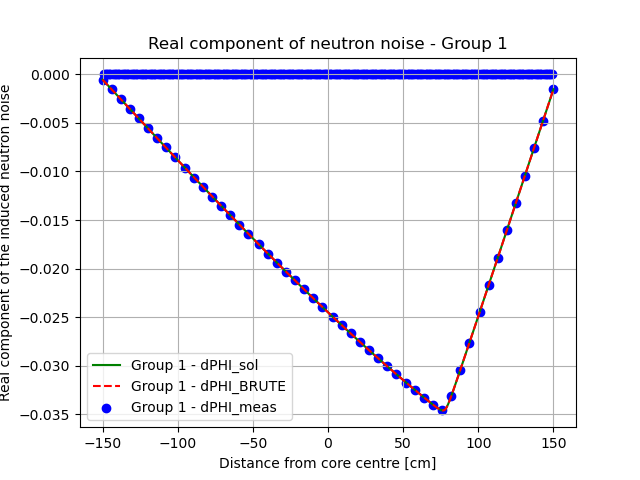 Real component of neutron noise - Group 1
Real component of the induced neutron noise
0.000
−0.005
−0.010
−0.015
−0.020
−0.025
−0.030
−0.035
Group 1 - dPHI_sol
Group 1 - dPHI_BRUTE
Group 1 - dPHI_meas
−150
−100
−50
0
50
100
150
Distance from core centre [cm]